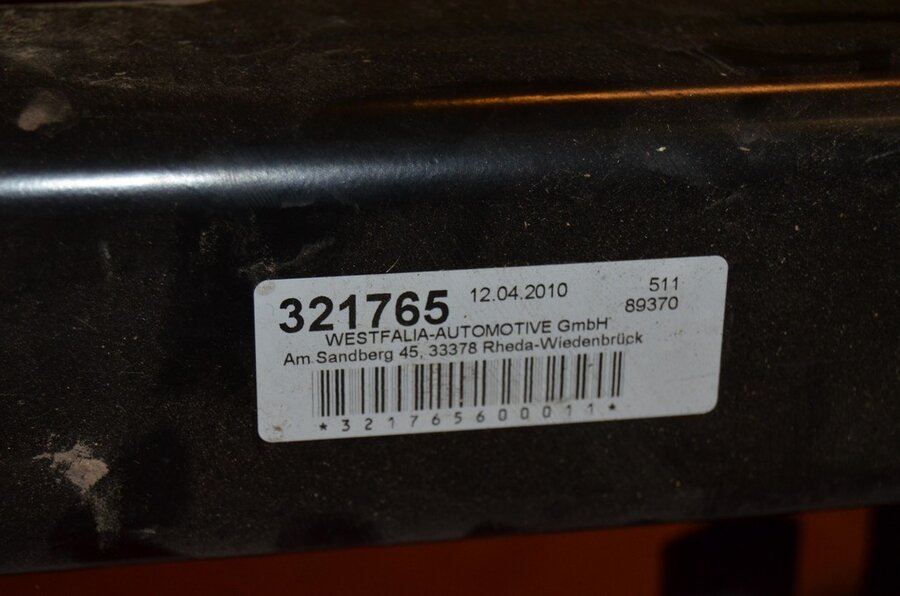 321765 12.04.2010 511
89370
WESTFALIA-AUTOMOTIVE GmbH
Am Sandberg 45, 33378 Rheda-Wiedenbrück
*321765600011*